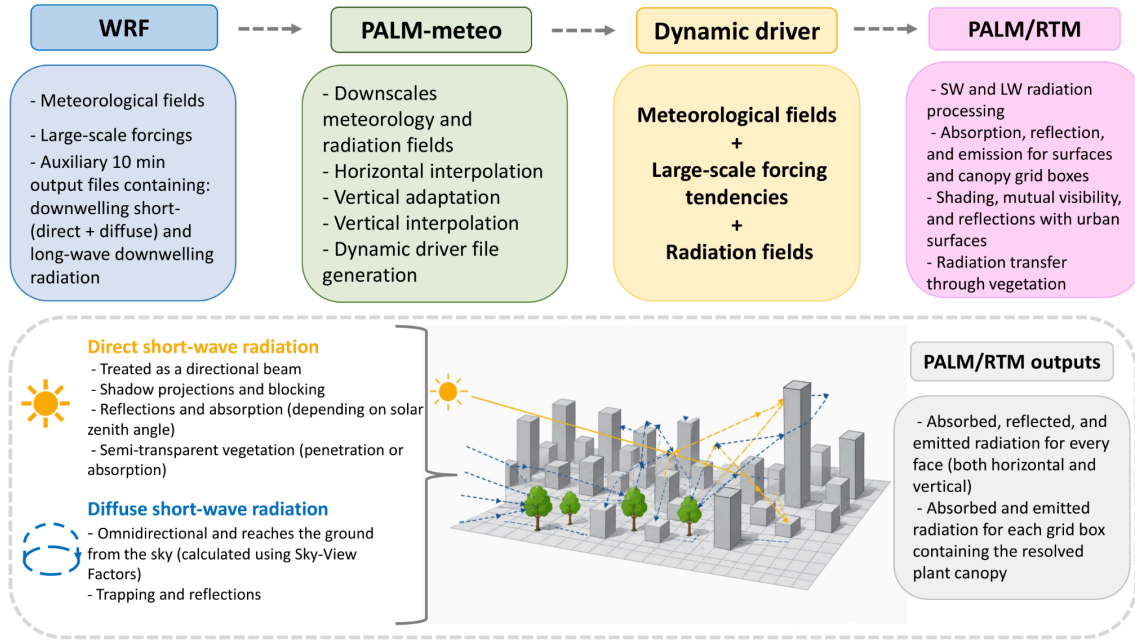 WRF
PALM-meteo
Dynamic driver
PALM/RTM
- Meteorological fields
- Large-scale forcings
- Auxiliary 10 min
output files containing:
downwelling short-
(direct + diffuse) and
long-wave downwelling
radiation
- Downscales
meteorology and
radiation fields
- Horizontal interpolation
- Vertical adaptation
- Vertical interpolation
- Dynamic driver file
generation
Meteorological fields
+
Large-scale forcing
tendencies
+
Radiation fields
- SW and LW radiation
processing
- Absorption, reflection,
and emission for surfaces
and canopy grid boxes
- Shading, mutual visibility,
and reflections with urban
surfaces
- Radiation transfer
through vegetation
Direct short-wave radiation
- Treated as a directional beam
- Shadow projections and blocking
- Reflections and absorption (depending on solar
zenith angle)
- Semi-transparent vegetation (penetration or
absorption)
Diffuse short-wave radiation
- Omnidirectional and reaches the ground
from the sky (calculated using Sky-View
Factors)
- Trapping and reflections
PALM/RTM outputs
- Absorbed, reflected, and
emitted radiation for every
face (both horizontal and
vertical)
- Absorbed and emitted
radiation for each grid box
containing the resolved
plant canopy